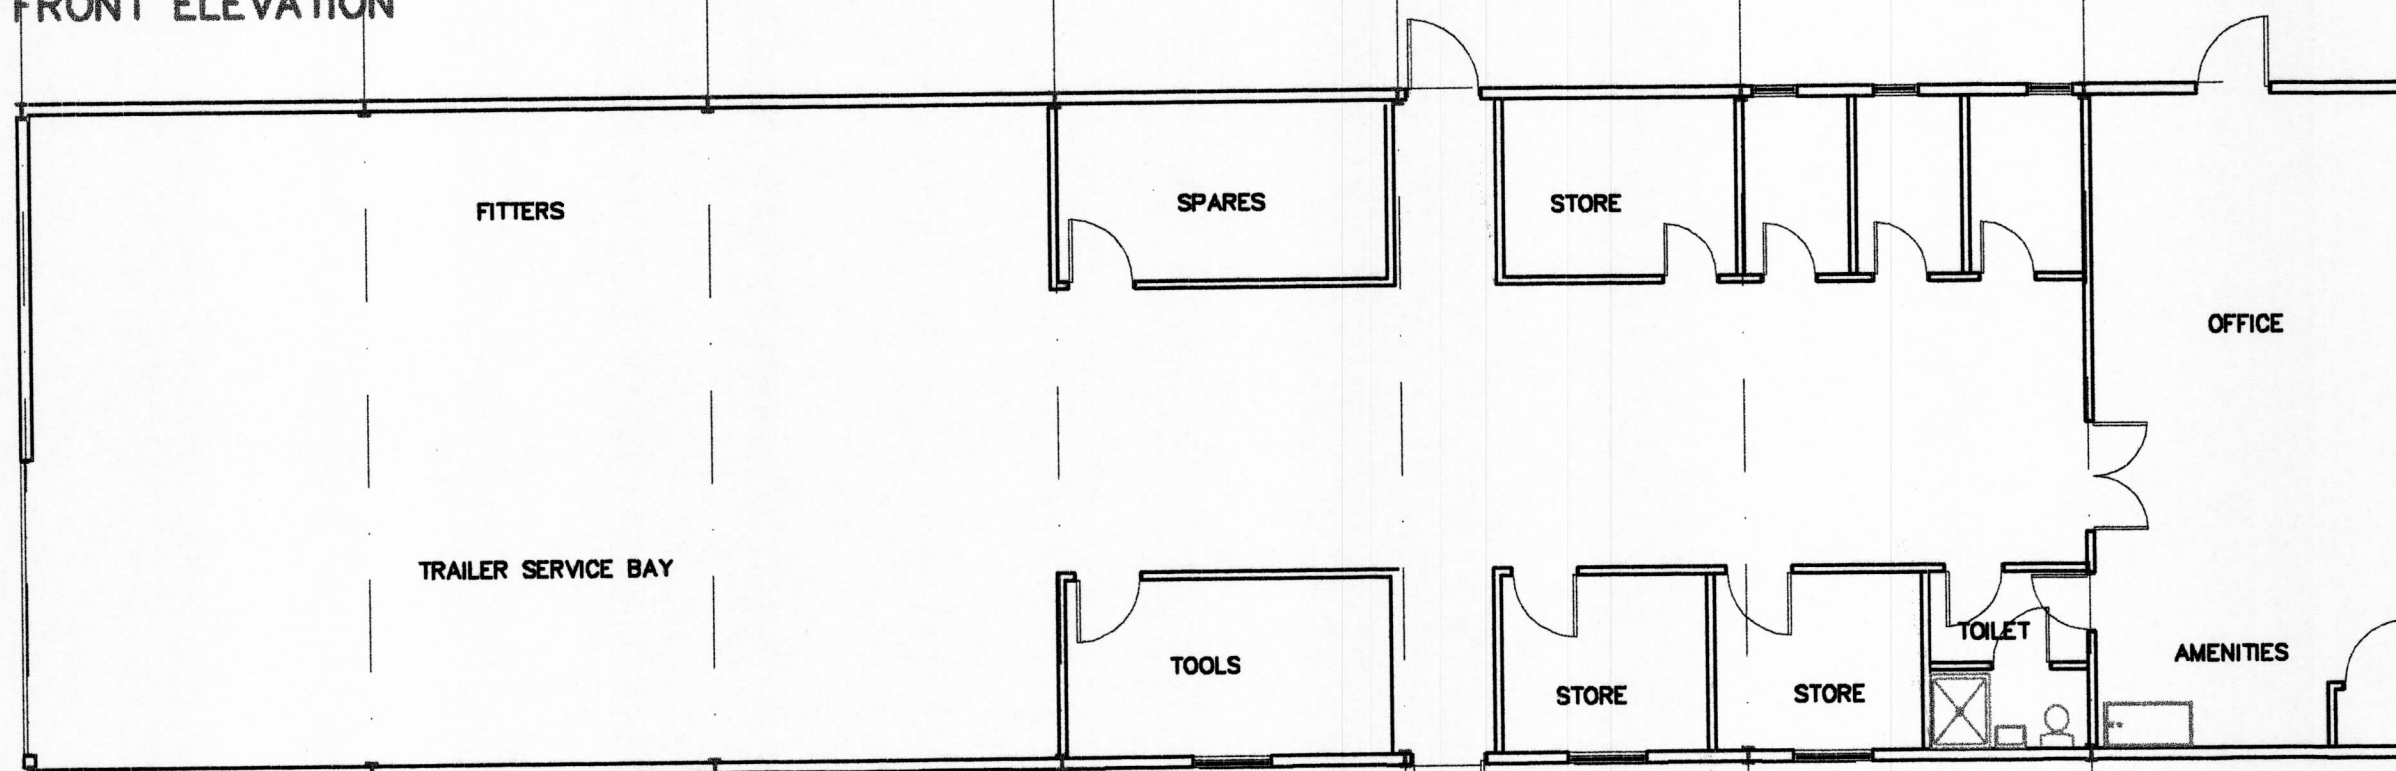 FRONT ELEVATION
FITTERS
SPARES
STORE
OFFICE
TRAILER SERVICE BAY
TOOLS
STORE
STORE
TOILET
AMENITIES